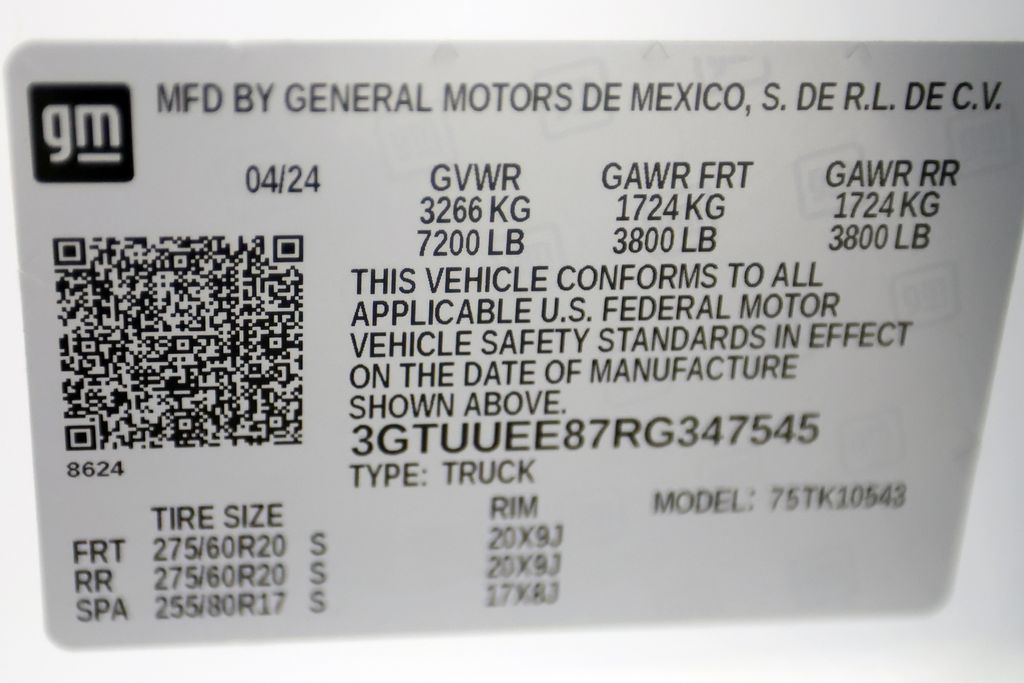 gm
MFD BY GENERAL MOTORS DE MEXICO, S. DE R.L. DE C.V.
04/24 GVWR GAWR FRT GAWR RR
3266 KG 1724 KG 1724 KG
7200 LB 3800 LB 3800 LB
THIS VEHICLE CONFORMS TO ALL
APPLICABLE U.S. FEDERAL MOTOR
VEHICLE SAFETY STANDARDS IN EFFECT
ON THE DATE OF MANUFACTURE
SHOWN ABOVE.
3GTUUEE87RG347545
8624
TYPE: TRUCK
MODEL: 75TK10543
TIRE SIZE RIM
FRT 275/60R20 S 20X9J
RR 275/60R20 S 20X9J
SPA 255/80R17 S 17X8J